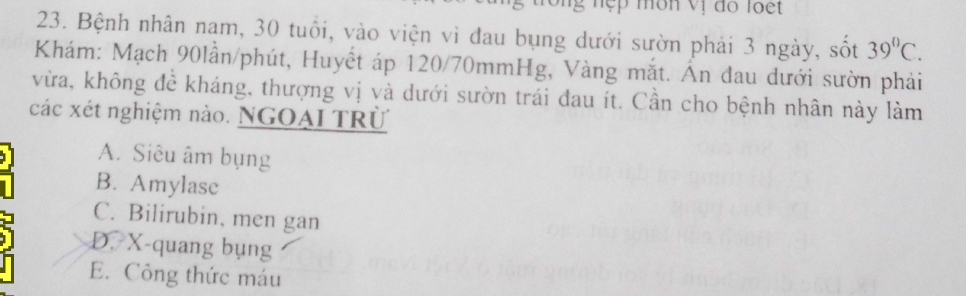 trong hẹp môn vị do loét
23. Bệnh nhân nam, 30 tuổi, vào viện vì đau bụng dưới sườn phải 3 ngày, sốt 39⁰C.
Khám: Mạch 90lần/phút, Huyết áp 120/70mmHg, Vàng mắt. Ấn đau dưới sườn phải
vừa, không đề kháng, thượng vị và dưới sườn trái đau ít. Cần cho bệnh nhân này làm
các xét nghiệm nào. NGOẠI TRỪ
A. Siêu âm bụng
B. Amylase
C. Bilirubin, men gan
D. X-quang bụng
E. Công thức máu